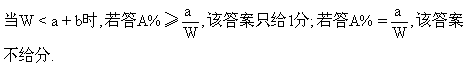 当W < a + b时,若答A% ⩾ a/W,该答案只给1分;若答A% = a/W,该答案
不给分.